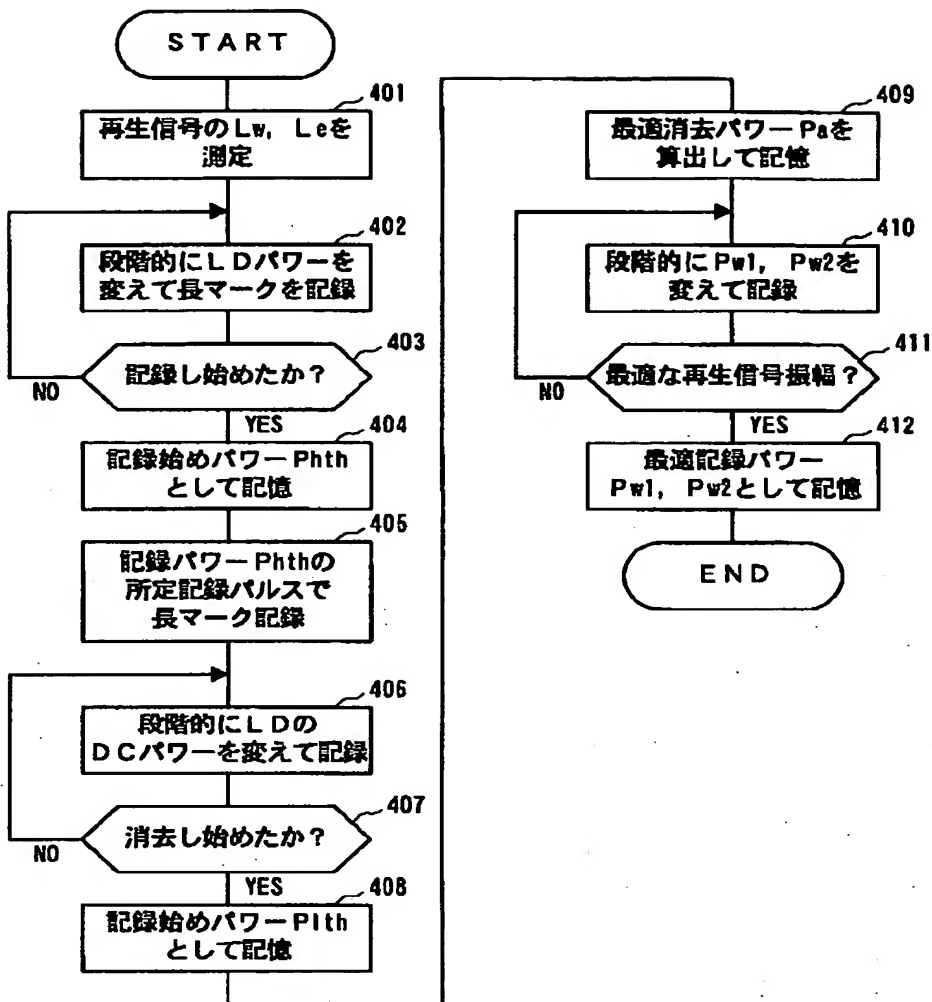 START
401
再生信号のLw, Leを
測定
402
段階的にLDパワーを
変えて長マークを記録
403
記録し始めたか?
NO
YES
404
記録始めパワーPhth
として記憶
405
記録パワーPhthの
所定記録パルスで
長マーク記録
406
段階的にLDの
DCパワーを変えて記録
407
消去し始めたか?
NO
YES
408
記録始めパワーPlth
として記憶
409
最適消去パワーPaを
算出して記憶
410
段階的にPw1, Pw2を
変えて記録
411
最適な再生信号振幅?
NO
YES
412
最適記録パワー
Pw1, Pw2として記憶
END